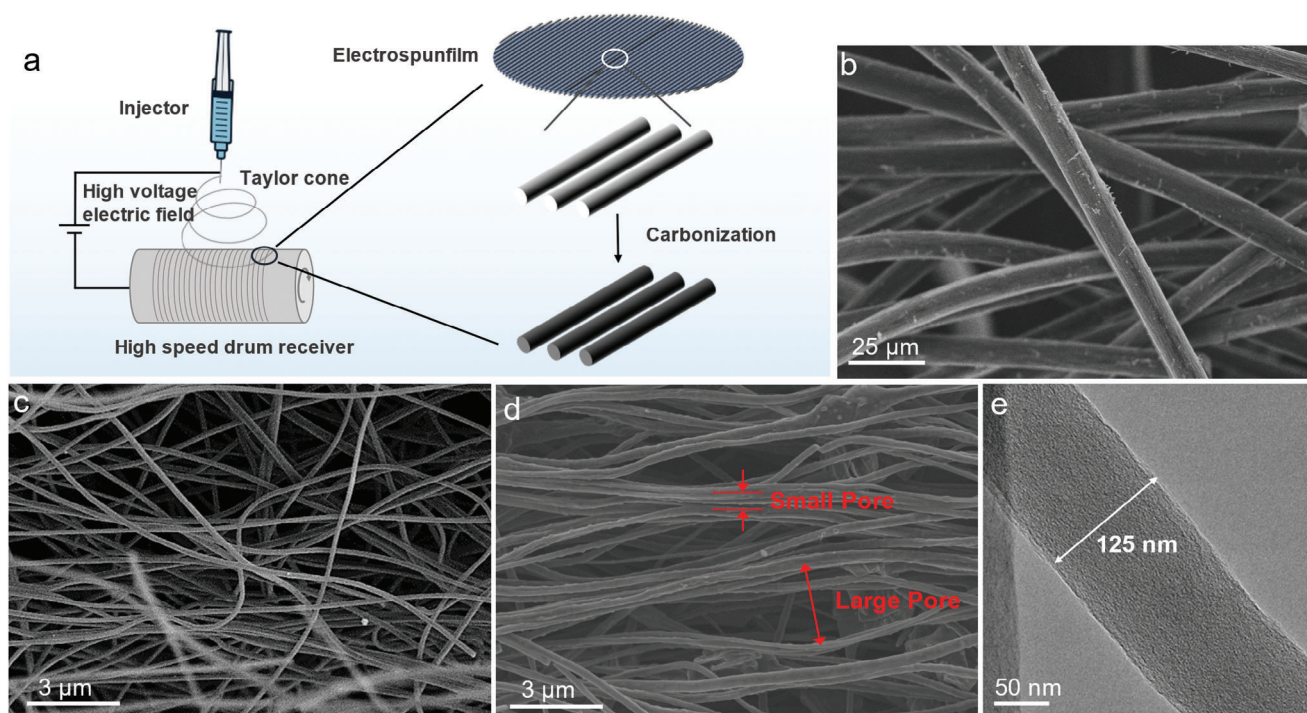 a
Injector
High voltage
electric field
Taylor cone
High speed drum receiver
Electrospunfilm
Carbonization
b
25 μm
c
3 μm
d
Small Pore
Large Pore
3 μm
e
125 nm
50 nm